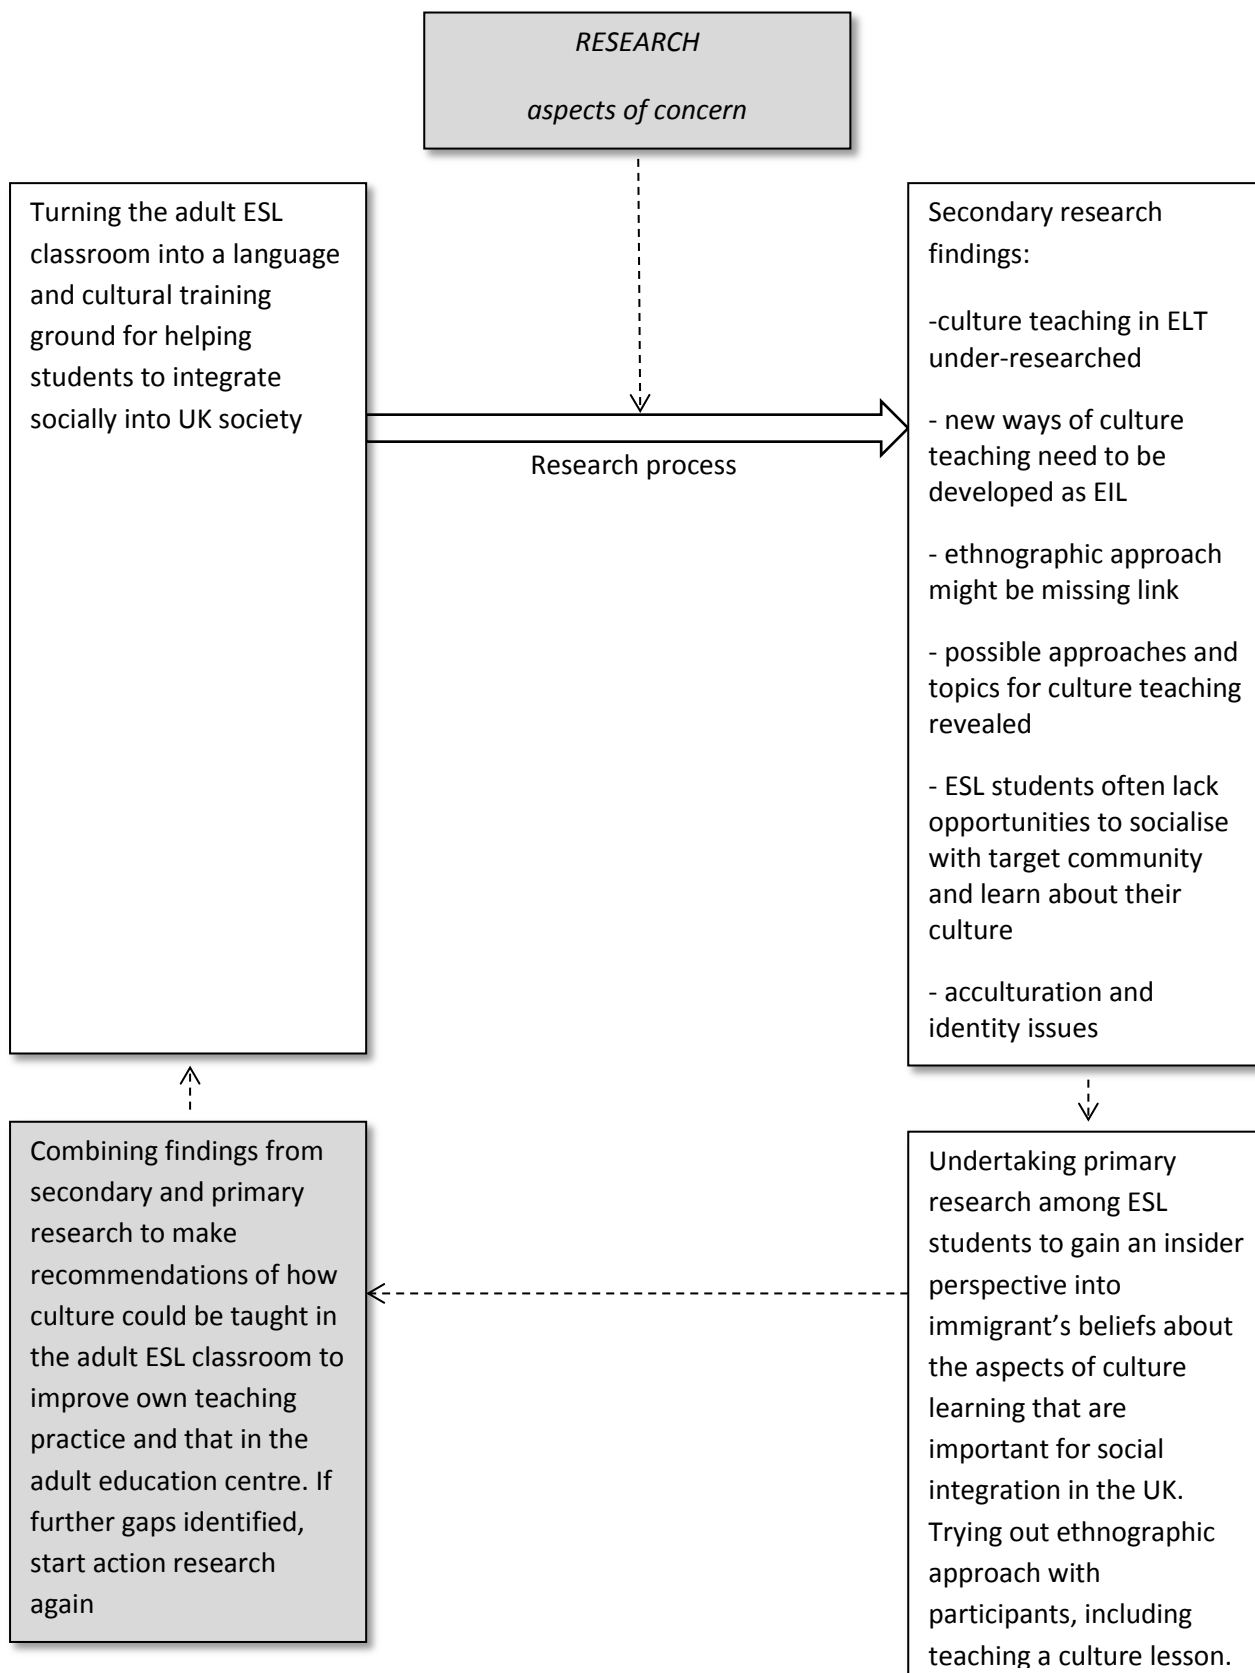 RESEARCH
aspects of concern
Turning the adult ESL
classroom into a language
and cultural training
ground for helping
students to integrate
socially into UK society
Research process
Secondary research
findings:
-culture teaching in ELT
under-researched
- new ways of culture
teaching need to be
developed as EIL
- ethnographic approach
might be missing link
- possible approaches and
topics for culture teaching
revealed
- ESL students often lack
opportunities to socialise
with target community
and learn about their
culture
- acculturation and
identity issues
Undertaking primary
research among ESL
students to gain an insider
perspective into
immigrant’s beliefs about
the aspects of culture
learning that are
important for social
integration in the UK.
Trying out ethnographic
approach with
participants, including
teaching a culture lesson.
Combining findings from
secondary and primary
research to make
recommendations of how
culture could be taught in
the adult ESL classroom to
improve own teaching
practice and that in the
adult education centre. If
further gaps identified,
start action research
again